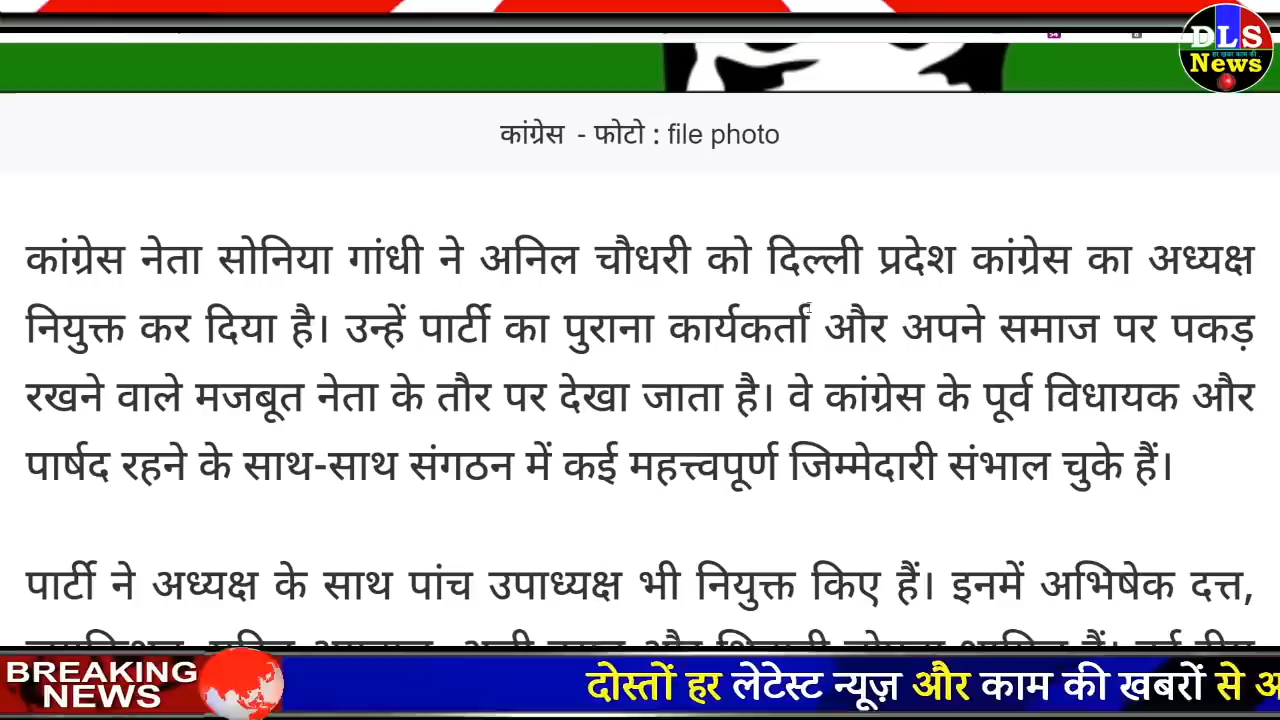 DLS
News
कांग्रेस - फोटो : file photo
कांग्रेस नेता सोनिया गांधी ने अनिल चौधरी को दिल्ली प्रदेश कांग्रेस का अध्यक्ष
नियुक्त कर दिया है। उन्हें पार्टी का पुराना कार्यकर्ता और अपने समाज पर पकड़
रखने वाले मजबूत नेता के तौर पर देखा जाता है। वे कांग्रेस के पूर्व विधायक और
पार्षद रहने के साथ-साथ संगठन में कई महत्त्वपूर्ण जिम्मेदारी संभाल चुके हैं।
पार्टी ने अध्यक्ष के साथ पांच उपाध्यक्ष भी नियुक्त किए हैं। इनमें अभिषेक दत्त,
BREAKING
NEWS
दोस्तों हर लेटेस्ट न्यूज़ और काम की खबरों से